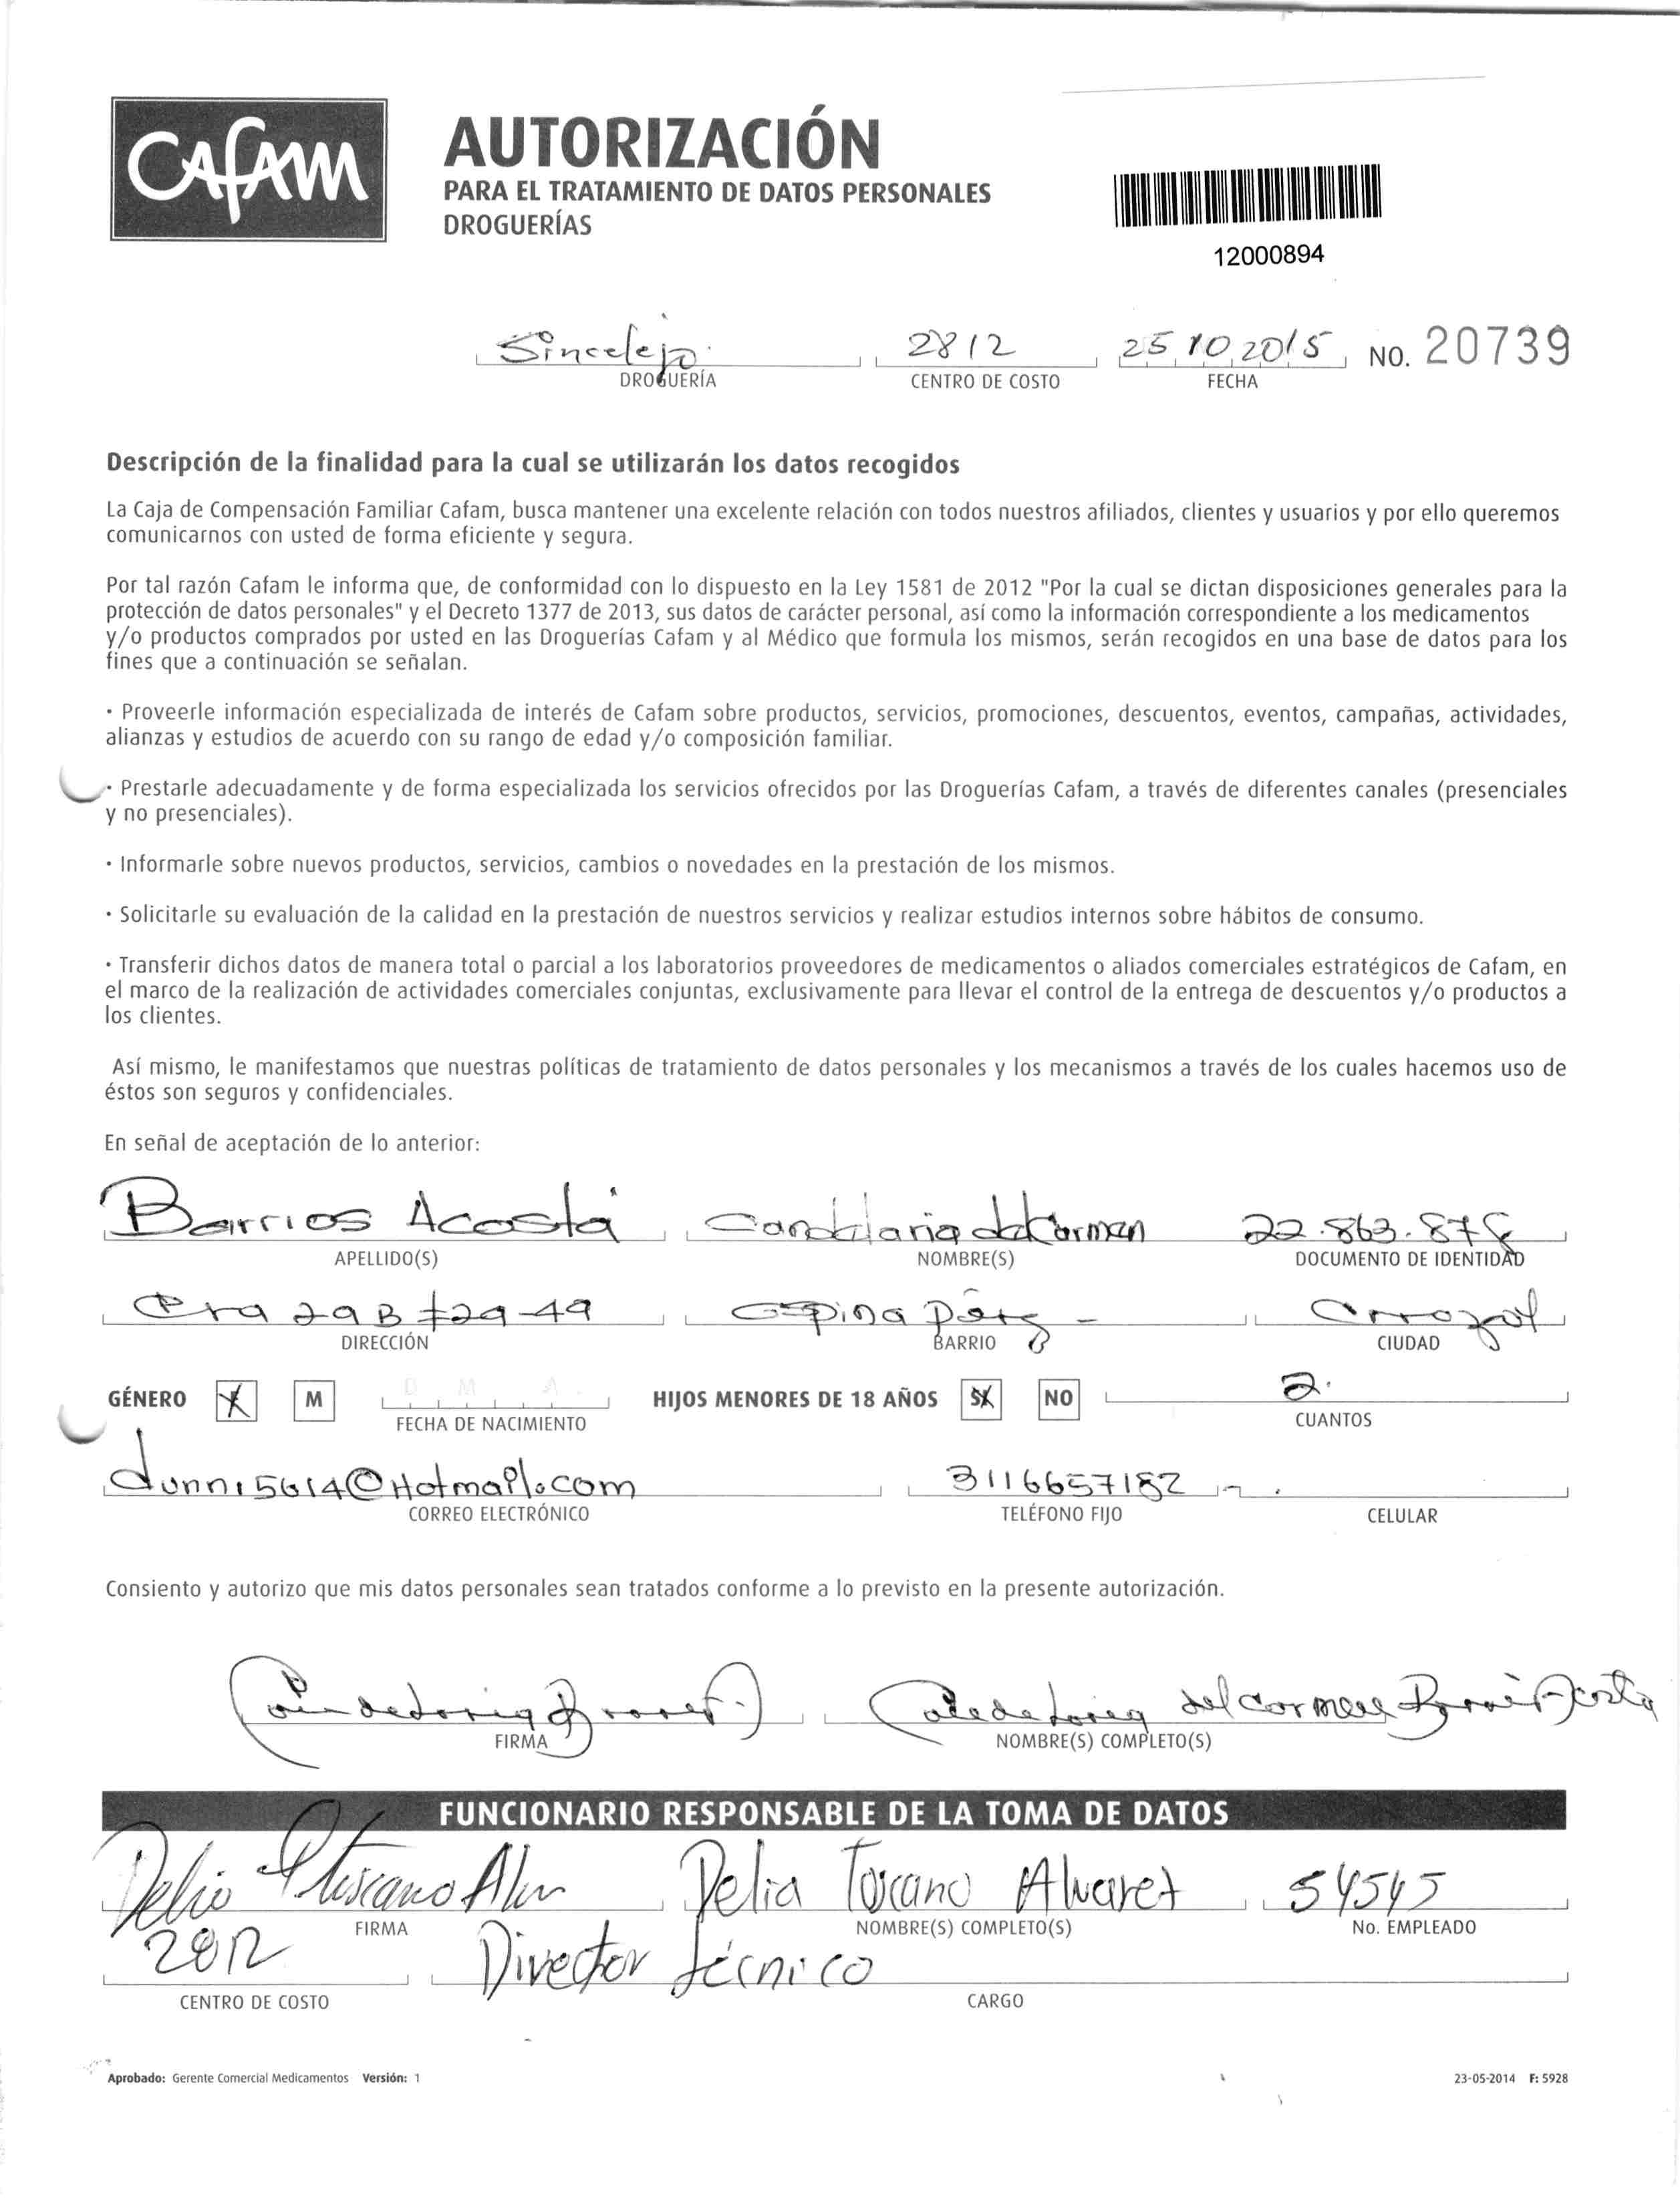 CAFAM
AUTORIZACIÓN
PARA EL TRATAMIENTO DE DATOS PERSONALES
DROGUERÍAS
12000894
Sincelejo 2812 25 10 2015 NO. 20739
DROGUERÍA CENTRO DE COSTO FECHA
Descripción de la finalidad para la cual se utilizarán los datos recogidos
La Caja de Compensación Familiar Cafam, busca mantener una excelente relación con todos nuestros afiliados, clientes y usuarios y por ello queremos
comunicarnos con usted de forma eficiente y segura.
Por tal razón Cafam le informa que, de conformidad con lo dispuesto en la Ley 1581 de 2012 "Por la cual se dictan disposiciones generales para la
protección de datos personales" y el Decreto 1377 de 2013, sus datos de carácter personal, así como la información correspondiente a los medicamentos
y/o productos comprados por usted en las Droguerías Cafam y al Médico que formula los mismos, serán recogidos en una base de datos para los
fines que a continuación se señalan.
· Proveerle información especializada de interés de Cafam sobre productos, servicios, promociones, descuentos, eventos, campañas, actividades,
alianzas y estudios de acuerdo con su rango de edad y/o composición familiar.
· Prestarle adecuadamente y de forma especializada los servicios ofrecidos por las Droguerías Cafam, a través de diferentes canales (presenciales
y no presenciales).
· Informarle sobre nuevos productos, servicios, cambios o novedades en la prestación de los mismos.
· Solicitarle su evaluación de la calidad en la prestación de nuestros servicios y realizar estudios internos sobre hábitos de consumo.
· Transferir dichos datos de manera total o parcial a los laboratorios proveedores de medicamentos o aliados comerciales estratégicos de Cafam, en
el marco de la realización de actividades comerciales conjuntas, exclusivamente para llevar el control de la entrega de descuentos y/o productos a
los clientes.
Así mismo, le manifestamos que nuestras políticas de tratamiento de datos personales y los mecanismos a través de los cuales hacemos uso de
éstos son seguros y confidenciales.
En señal de aceptación de lo anterior:
Barrios Acosta Candelaria del Carmen
APELLIDO(S) NOMBRE(S) DOCUMENTO DE IDENTIDAD
Cra 29 B #29-49
DIRECCIÓN BARRIO CIUDAD
GÉNERO M D M A HIJOS MENORES DE 18 AÑOS SI NO 2.
FECHA DE NACIMIENTO CUANTOS
dunni5614@Hotmail.com 3116657182
CORREO ELECTRÓNICO TELÉFONO FIJO CELULAR
Consiento y autorizo que mis datos personales sean tratados conforme a lo previsto en la presente autorización.
del Carmen
FIRMA NOMBRE(S) COMPLETO(S)
FUNCIONARIO RESPONSABLE DE LA TOMA DE DATOS
Delia Toscano Alvarez 54545
FIRMA NOMBRE(S) COMPLETO(S) No. EMPLEADO
2812 Director técnico
CENTRO DE COSTO CARGO
Aprobado: Gerente Comercial Medicamentos Versión: 1 23-05-2014 F: 5928